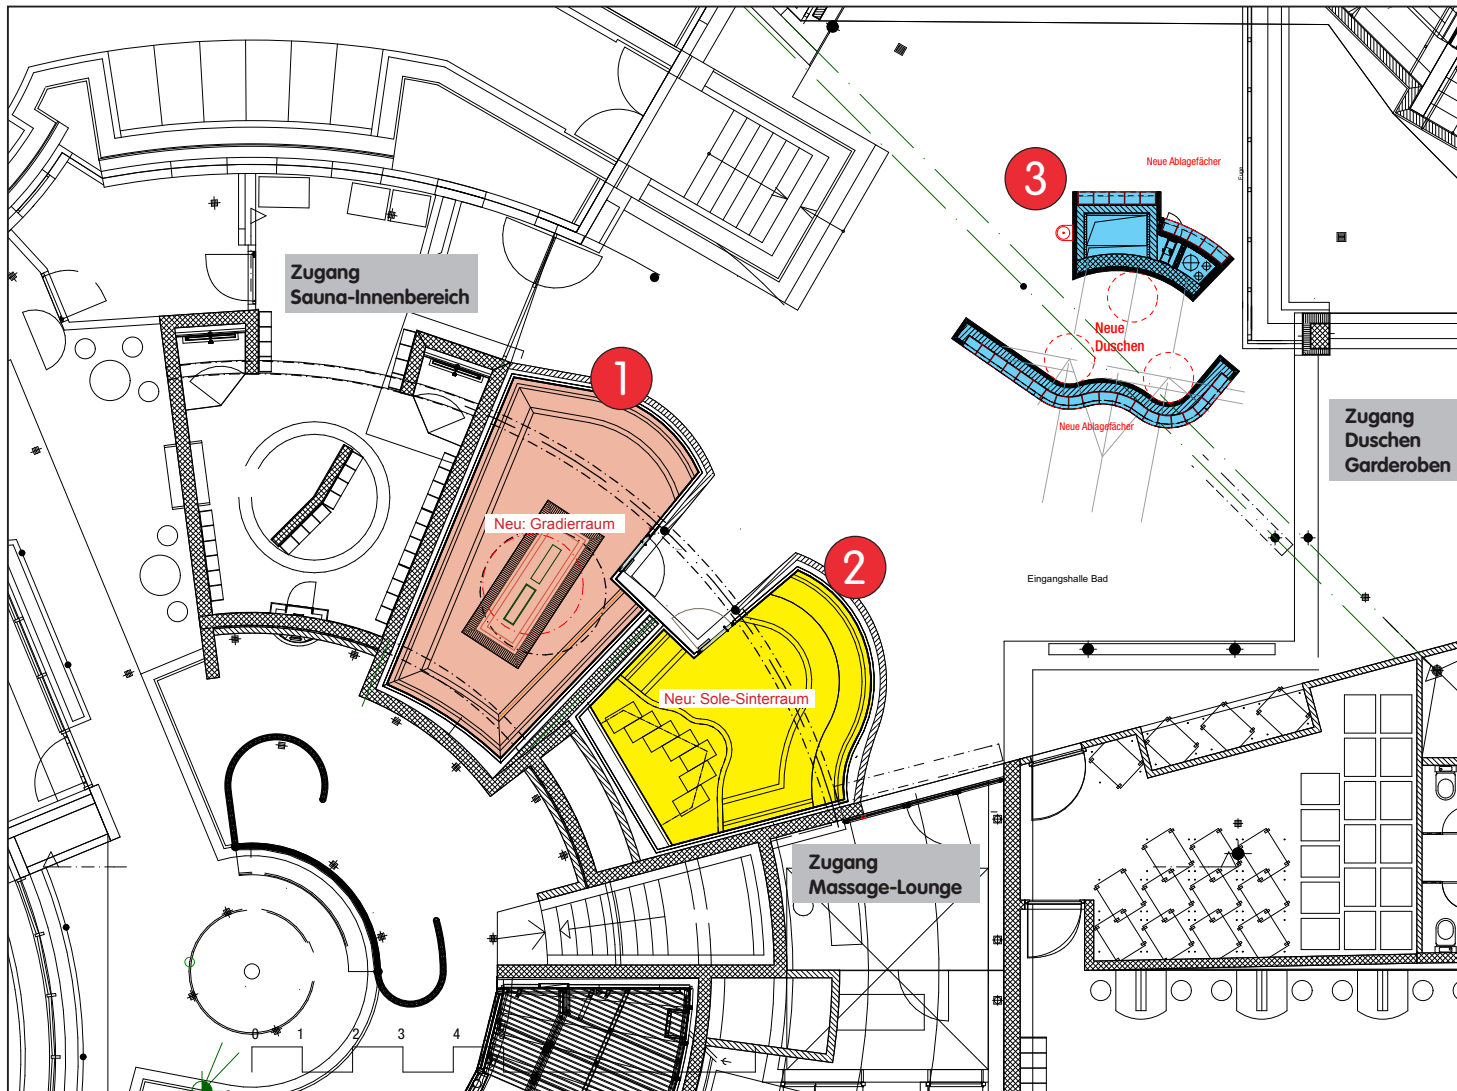 3
Neue Ablagefächer
Fuge
Zugang
Sauna-Innenbereich
Neue
Duschen
1
Neue Ablagefächer
Zugang
Duschen
Garderoben
Neu: Gradierraum
2
Eingangshalle Bad
Neu: Sole-Sinterraum
Zugang
Massage-Lounge
0 1 2 3 4